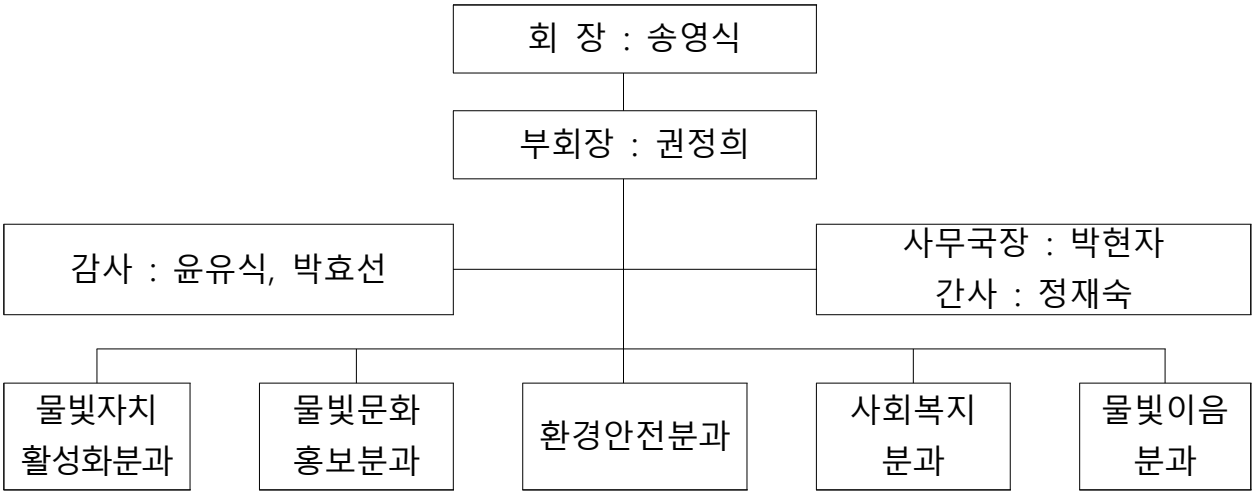 회 장 : 송영식
부회장 : 권정희
감사 : 윤유식, 박효선
사무국장 : 박현자
간사 : 정재숙
물빛자치
활성화분과
물빛문화
홍보분과
환경안전분과
사회복지
분과
물빛이음
분과